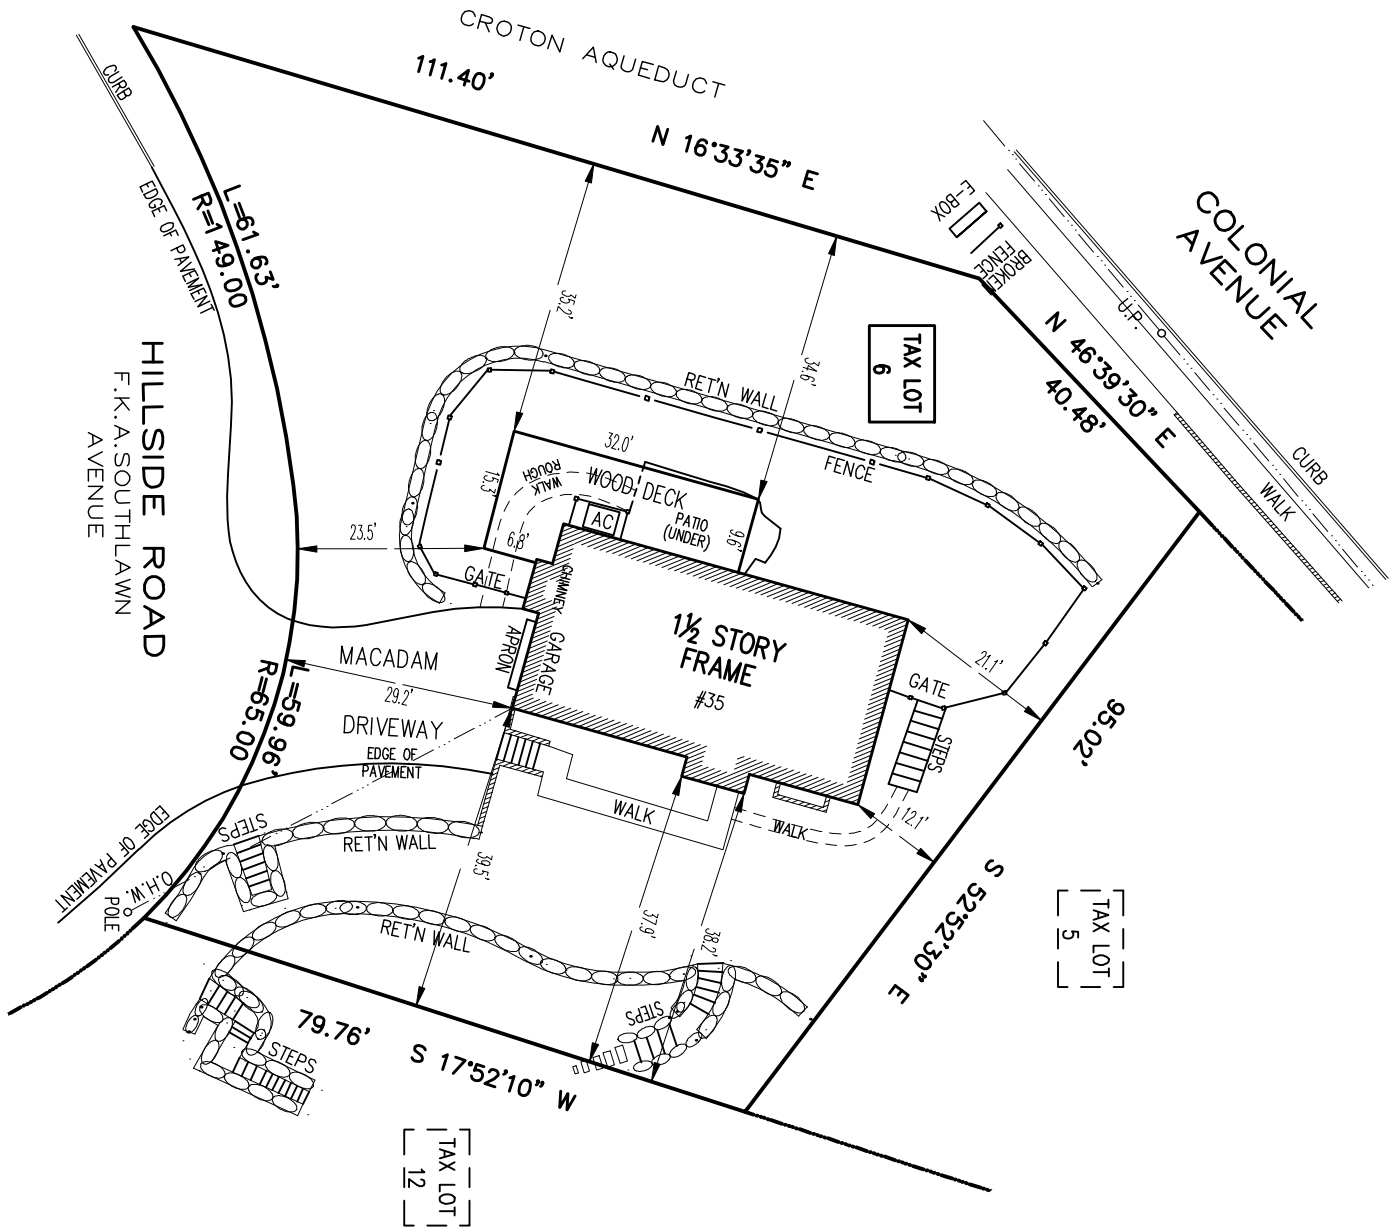 CROTON AQUEDUCT
111.40'
N 16°33'35" E
COLONIAL
AVENUE
CURB
EDGE OF PAVEMENT
L=61.63'
R=149.00
E-BOX
BROKEN
FENCE
U.P.
N 46°39'30" E
40.48'
CURB
WALK
35.2'
34.6'
TAX LOT
6
RET'N WALL
FENCE
HILLSIDE ROAD
F.K.A.SOUTHLAWN
AVENUE
32.0'
15.3'
ROUGH
WALK
WOOD DECK
AC
PATIO
(UNDER)
9.6'
6.8'
23.5'
GATE
CHIMNEY
GARAGE
APRON
1½ STORY
FRAME
#35
21.1'
GATE
STEPS
95.02'
MACADAM
29.2'
DRIVEWAY
EDGE OF
PAVEMENT
L=59.96'
R=65.00
WALK
WALK
12.1'
STEPS
RET'N WALL
39.5'
37.9'
38.2'
S 52°52'30" E
TAX LOT
5
EDGE OF PAVEMENT
O.H.W.
POLE
RET'N WALL
STEPS
STEPS
79.76'
S 17°52'10" W
TAX LOT
12